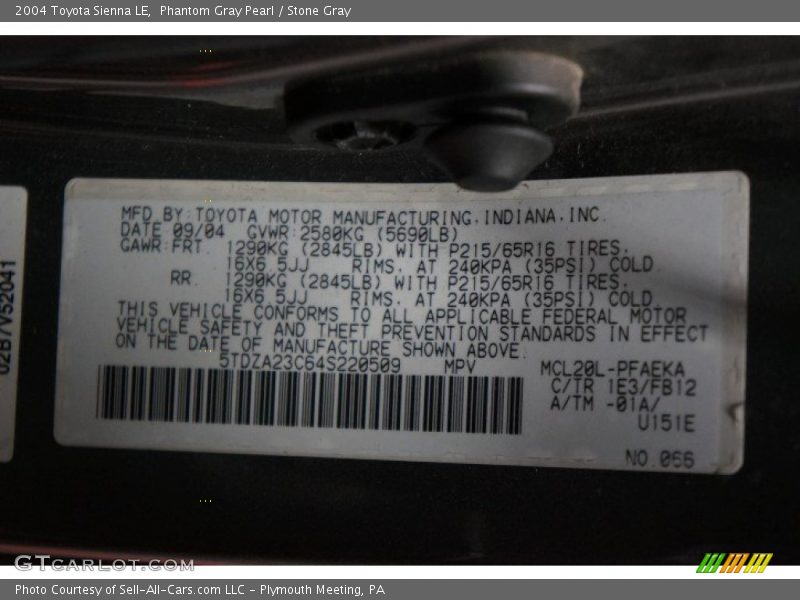 2004 Toyota Sienna LE,  Phantom Gray Pearl / Stone Gray
MFD BY:TOYOTA MOTOR MANUFACTURING,INDIANA,INC.
DATE 09/04   GVWR:2580KG (5690LB)
GAWR:FRT.  1290KG (2845LB) WITH P215/65R16 TIRES.
16X6.5JJ   RIMS. AT 240KPA (35PSI) COLD
RR.  1290KG (2845LB) WITH P215/65R16 TIRES.
16X6.5JJ   RIMS. AT 240KPA (35PSI) COLD.
THIS VEHICLE CONFORMS TO ALL APPLICABLE FEDERAL MOTOR
VEHICLE SAFETY AND THEFT PREVENTION STANDARDS IN EFFECT
ON THE DATE OF MANUFACTURE SHOWN ABOVE.
5TDZA23C64S220509   MPV
MCL20L-PFAEKA
C/TR 1E3/FB12
A/TM -01A/
U151E
NO.066
02B7V52041
GTCARLOT.COM
Photo Courtesy of Sell-All-Cars.com LLC - Plymouth Meeting, PA